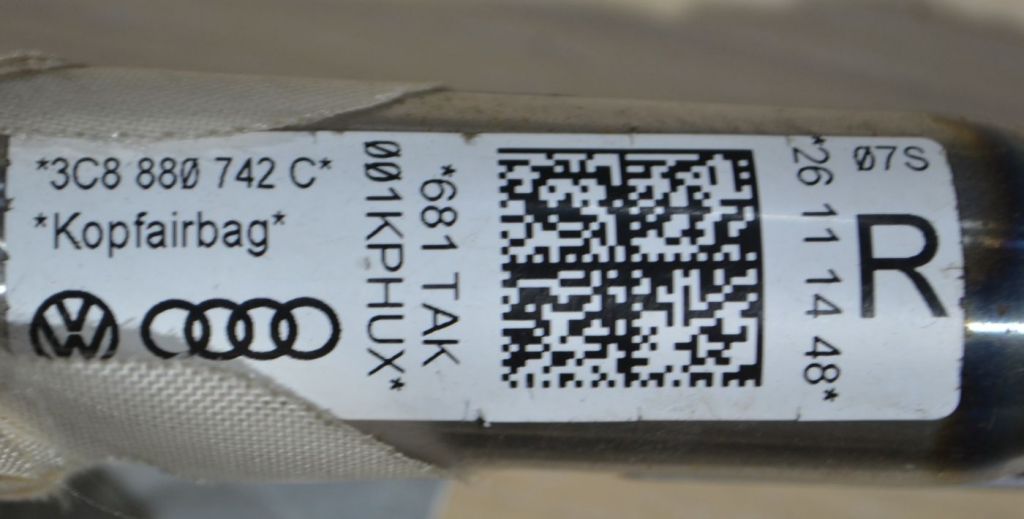 *3C8 880 742 C*
*Kopfairbag*
*681 TAK
001KPHUX*
*26 11 14 48*
07S
R